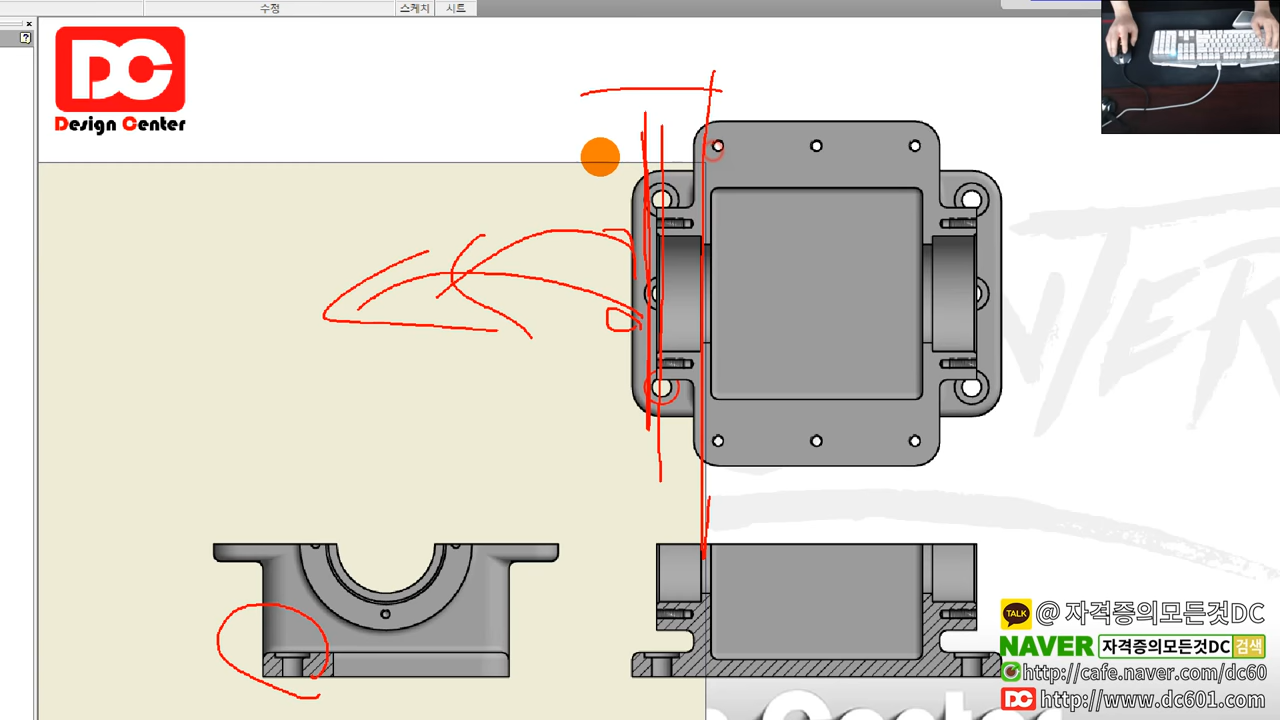 수정
스케치
시트
DC
Design Center
TALK @ 자격증의모든것DC
NAVER 자격증의모든것DC 검색
http://cafe.naver.com/dc60
DC http://www.dc601.com